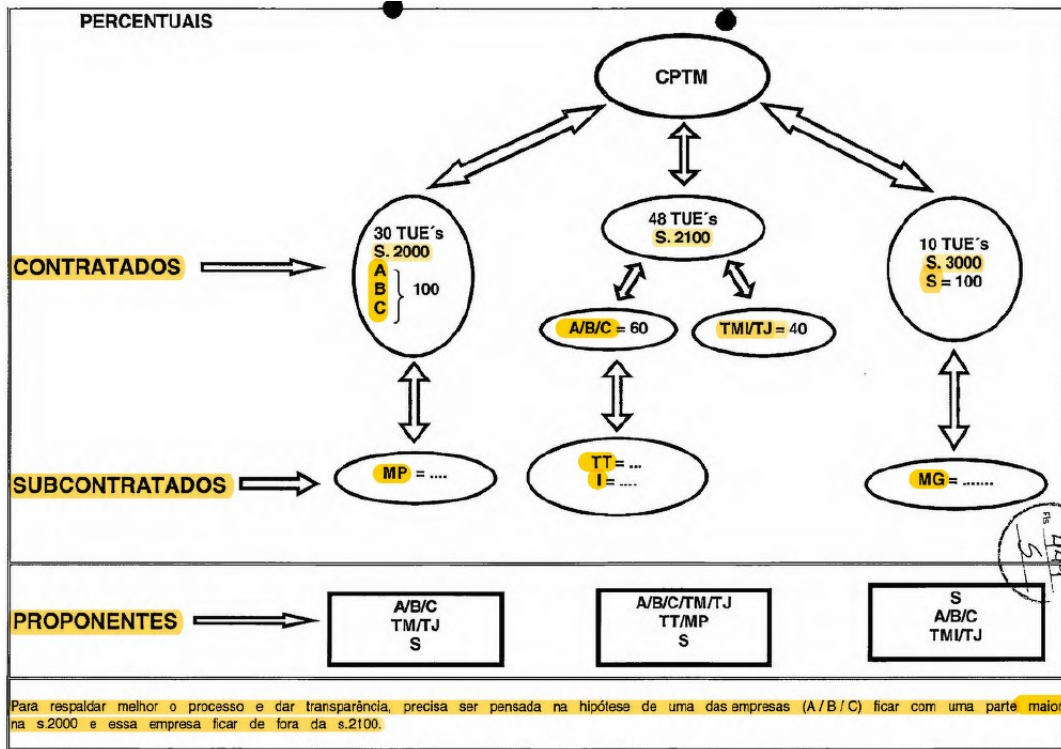 PERCENTUAIS
CPTM
CONTRATADOS
30 TUE´s
S. 2000
A
B
C
100
48 TUE´s
S. 2100
A/B/C = 60
TMI/TJ = 40
10 TUE´s
S. 3000
S = 100
SUBCONTRATADOS
MP = ....
TT = ...
I = ....
MG = .......
Fls
PROPONENTES
A/B/C
TM/TJ
S
A/B/C/TM/TJ
TT/MP
S
S
A/B/C
TMI/TJ
Para respaldar melhor o processo e dar transparência, precisa ser pensada na hipótese de uma das empresas (A / B / C) ficar com uma parte maior
na s.2000 e essa empresa ficar de fora da s.2100.